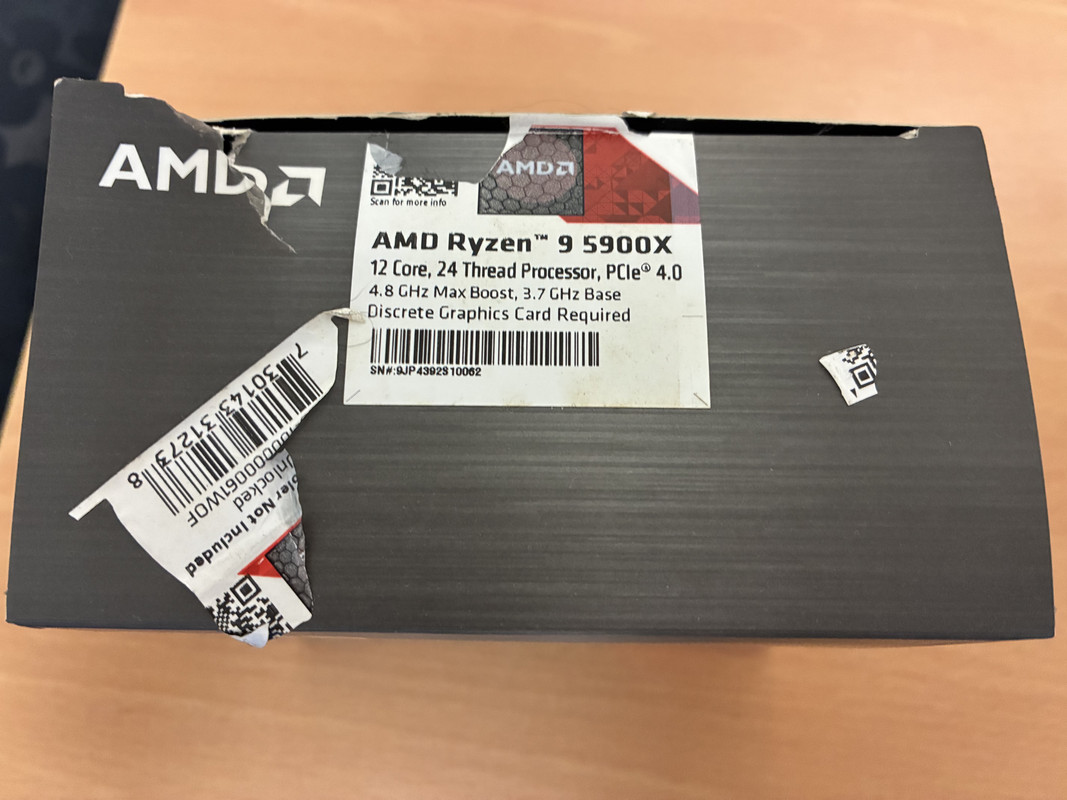 AMD
AMD
Scan for more info
AMD Ryzen™ 9 5900X
12 Core, 24 Thread Processor, PCIe® 4.0
4.8 GHz Max Boost, 3.7 GHz Base
Discrete Graphics Card Required
SN#:9JP4392S10062
7 30143 31273 8
00000061WOF
Unlocked
Not Included